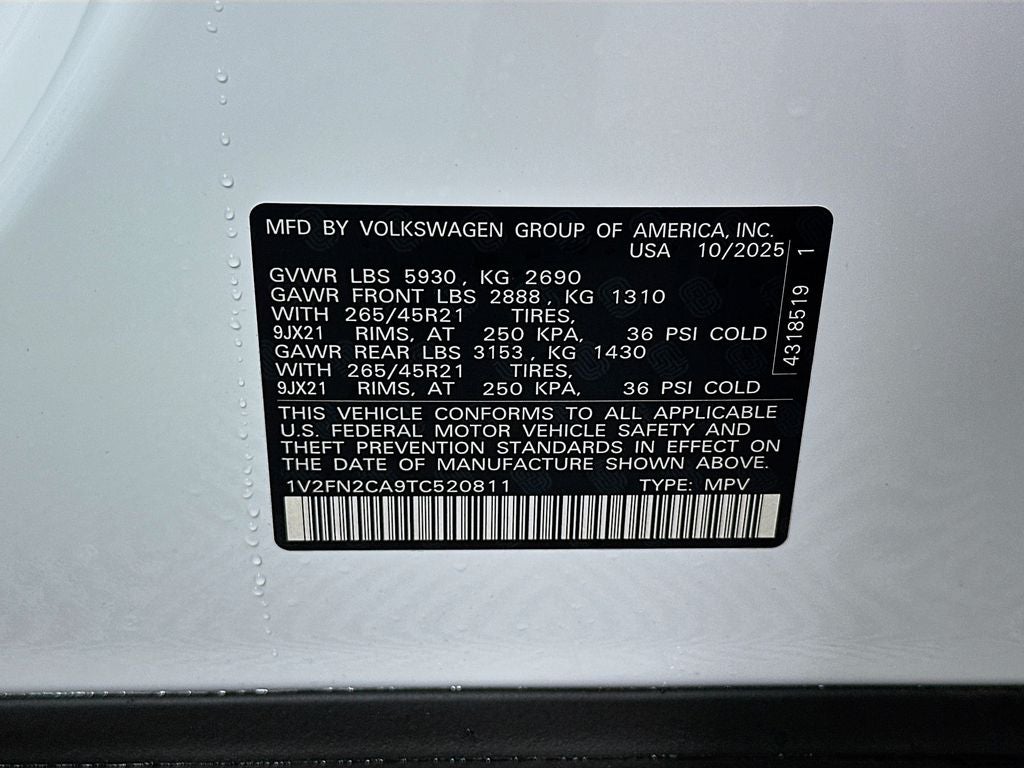 MFD BY VOLKSWAGEN GROUP OF AMERICA, INC.
USA 10/2025
GVWR LBS 5930, KG 2690
GAWR FRONT LBS 2888, KG 1310
WITH 265/45R21 TIRES,
9JX21 RIMS, AT 250 KPA, 36 PSI COLD
GAWR REAR LBS 3153, KG 1430
WITH 265/45R21 TIRES,
9JX21 RIMS, AT 250 KPA, 36 PSI COLD
THIS VEHICLE CONFORMS TO ALL APPLICABLE
U.S. FEDERAL MOTOR VEHICLE SAFETY AND
THEFT PREVENTION STANDARDS IN EFFECT ON
THE DATE OF MANUFACTURE SHOWN ABOVE.
1V2FN2CA9TC520811 TYPE: MPV
4318519 1